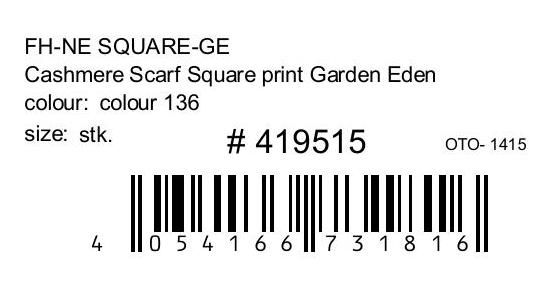 FH-NE SQUARE-GE
Cashmere Scarf Square print Garden Eden
colour: colour 136
size: stk.
# 419515
OTO- 1415
4 054166 731816